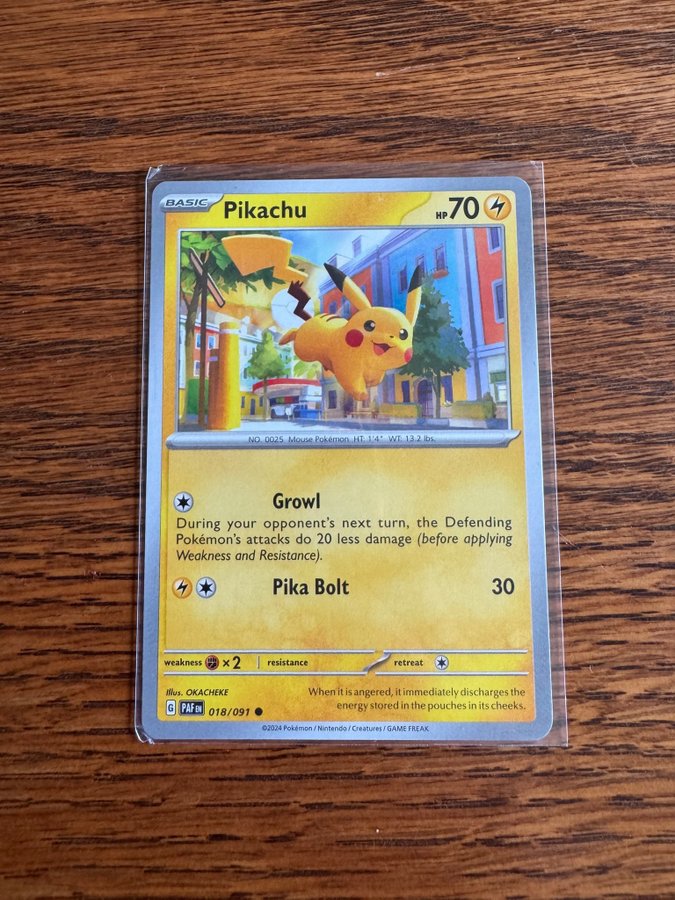 BASIC Pikachu HP 70
NO. 0025 Mouse Pokémon HT: 1'4" WT: 13.2 lbs.
Growl
During your opponent's next turn, the Defending
Pokémon's attacks do 20 less damage (before applying
Weakness and Resistance).
Pika Bolt 30
weakness ×2 resistance retreat
Illus. OKACHEKE
When it is angered, it immediately discharges the
energy stored in the pouches in its cheeks.
G PAF EN 018/091
©2024 Pokémon / Nintendo / Creatures / GAME FREAK